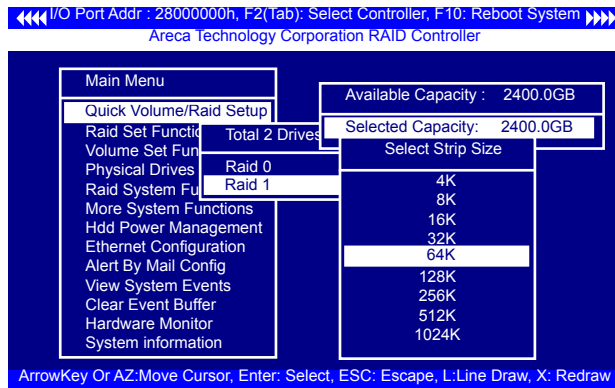 I/O Port Addr : 28000000h, F2(Tab): Select Controller, F10: Reboot System
Areca Technology Corporation RAID Controller
Main Menu
Quick Volume/Raid Setup
Raid Set Functio
Volume Set Fun
Physical Drives
Raid System Fu
More System Functions
Hdd Power Management
Ethernet Configuration
Alert By Mail Config
View System Events
Clear Event Buffer
Hardware Monitor
System information
Total 2 Drives
Raid 0
Raid 1
Available Capacity : 2400.0GB
Selected Capacity: 2400.0GB
Select Strip Size
4K
8K
16K
32K
64K
128K
256K
512K
1024K
ArrowKey Or AZ:Move Cursor, Enter: Select, ESC: Escape, L:Line Draw, X: Redraw